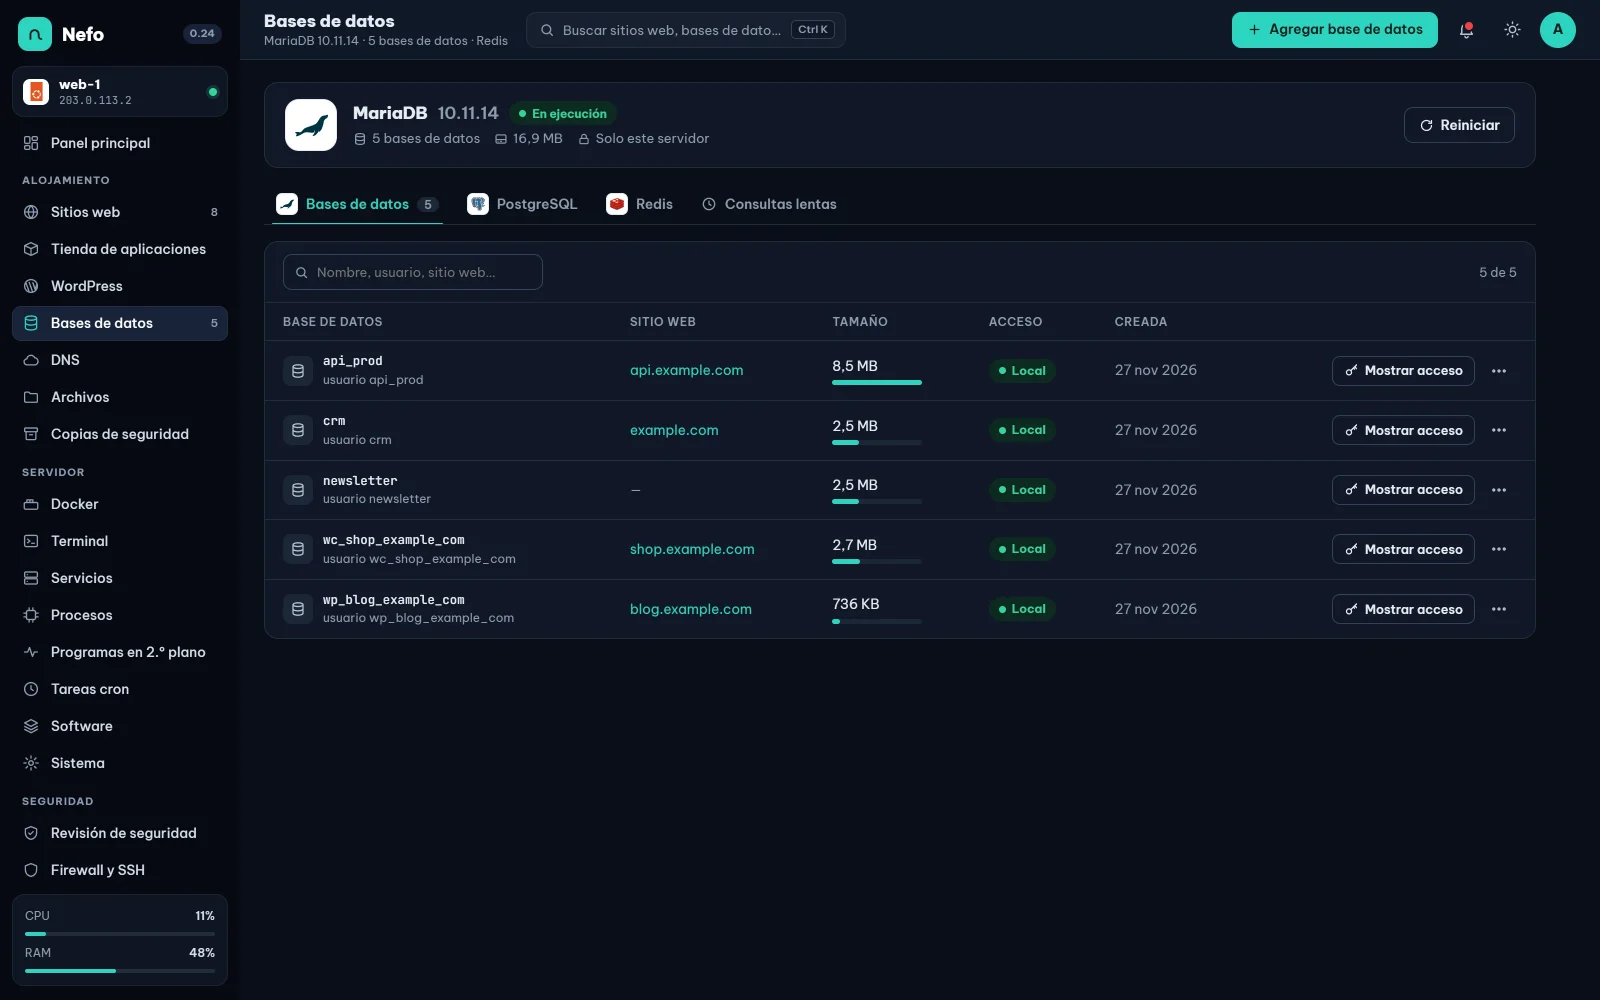 Nefo
0.24
web-1
203.0.113.2
Panel principal
ALOJAMIENTO
Sitios web 8
Tienda de aplicaciones
WordPress
Bases de datos 5
DNS
Archivos
Copias de seguridad
SERVIDOR
Docker
Terminal
Servicios
Procesos
Programas en 2.º plano
Tareas cron
Software
Sistema
SEGURIDAD
Revisión de seguridad
Firewall y SSH
CPU 11%
RAM 48%
Bases de datos
MariaDB 10.11.14 · 5 bases de datos · Redis
Buscar sitios web, bases de dato... Ctrl K
Agregar base de datos
A
MariaDB 10.11.14 En ejecución
5 bases de datos 16,9 MB Solo este servidor
Reiniciar
Bases de datos 5 PostgreSQL Redis Consultas lentas
Nombre, usuario, sitio web... 5 de 5
BASE DE DATOS SITIO WEB TAMAÑO ACCESO CREADA
api_prod
usuario api_prod
api.example.com 8,5 MB Local 27 nov 2026 Mostrar acceso
crm
usuario crm
example.com 2,5 MB Local 27 nov 2026 Mostrar acceso
newsletter
usuario newsletter
— 2,5 MB Local 27 nov 2026 Mostrar acceso
wc_shop_example_com
usuario wc_shop_example_com
shop.example.com 2,7 MB Local 27 nov 2026 Mostrar acceso
wp_blog_example_com
usuario wp_blog_example_com
blog.example.com 736 KB Local 27 nov 2026 Mostrar acceso